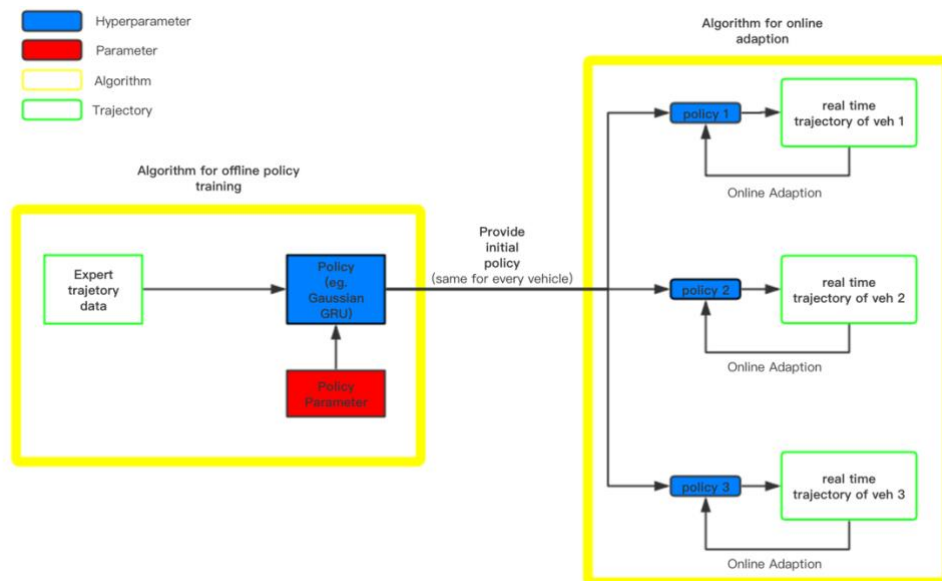 Hyperparameter
Parameter
Algorithm
Trajectory
Algorithm for offline policy
training
Expert
trajetory
data
Policy
(eg.
Gaussian
GRU)
Policy
Parameter
Provide
initial
policy
(same for every vehicle)
Algorithm for online
adaption
policy 1
real time
trajectory of veh 1
Online Adaption
policy 2
real time
trajectory of veh 2
Online Adaption
policy 3
real time
trajectory of veh 3
Online Adaption